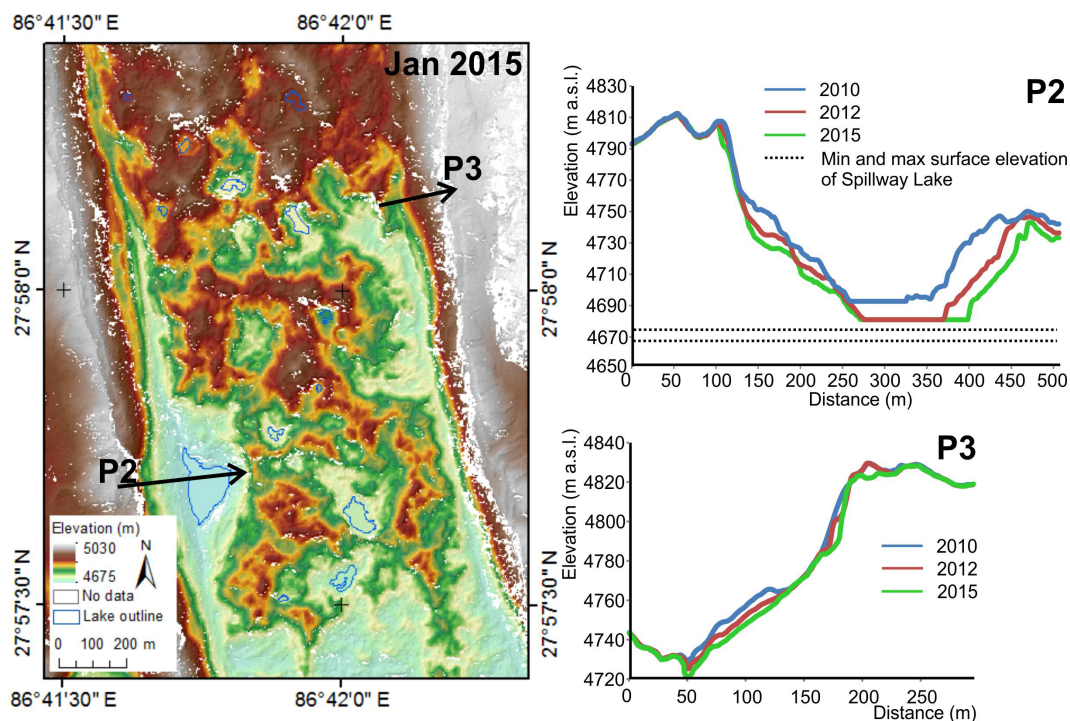 86°41'30" E
86°42'0" E
Jan 2015
P3
27°58'0" N
27°58'0" N
P2
27°57'30" N
27°57'30" N
Elevation (m)
5030
4675
N
No data
Lake outline
0 100 200 m
86°41'30" E
86°42'0" E
P2
2010
2012
2015
Min and max surface elevation
of Spillway Lake
Elevation (m a.s.l.)
4830
4810
4790
4770
4750
4730
4710
4690
4670
4650
0 50 100 150 200 250 300 350 400 450 500
Distance (m)
P3
2010
2012
2015
Elevation (m a.s.l.)
4840
4820
4800
4780
4760
4740
4720
0 50 100 150 200 250
Distance (m)